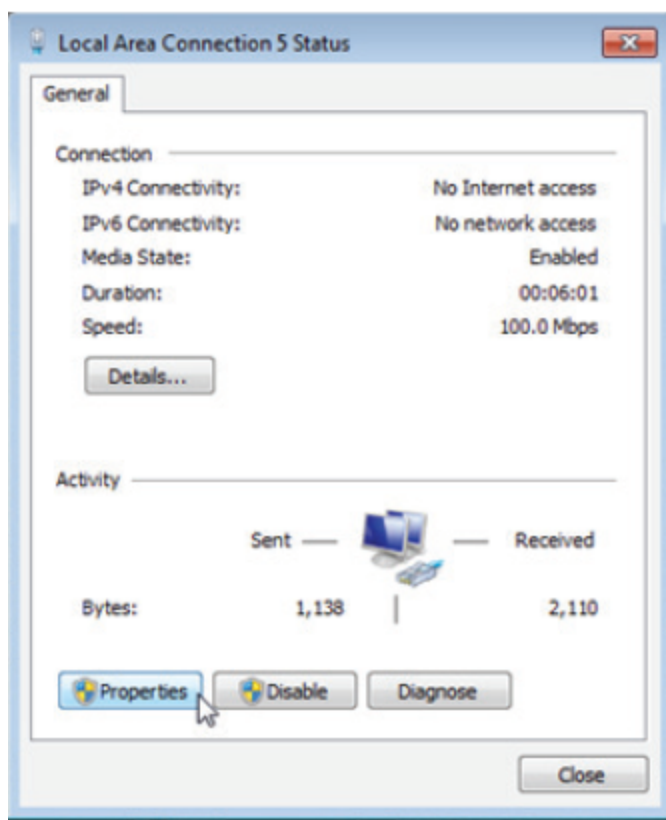 Local Area Connection 5 Status
General
Connection
IPv4 Connectivity: No Internet access
IPv6 Connectivity: No network access
Media State: Enabled
Duration: 00:06:01
Speed: 100.0 Mbps
Details...
Activity
Sent Received
Bytes: 1,138 2,110
Properties Disable Diagnose
Close